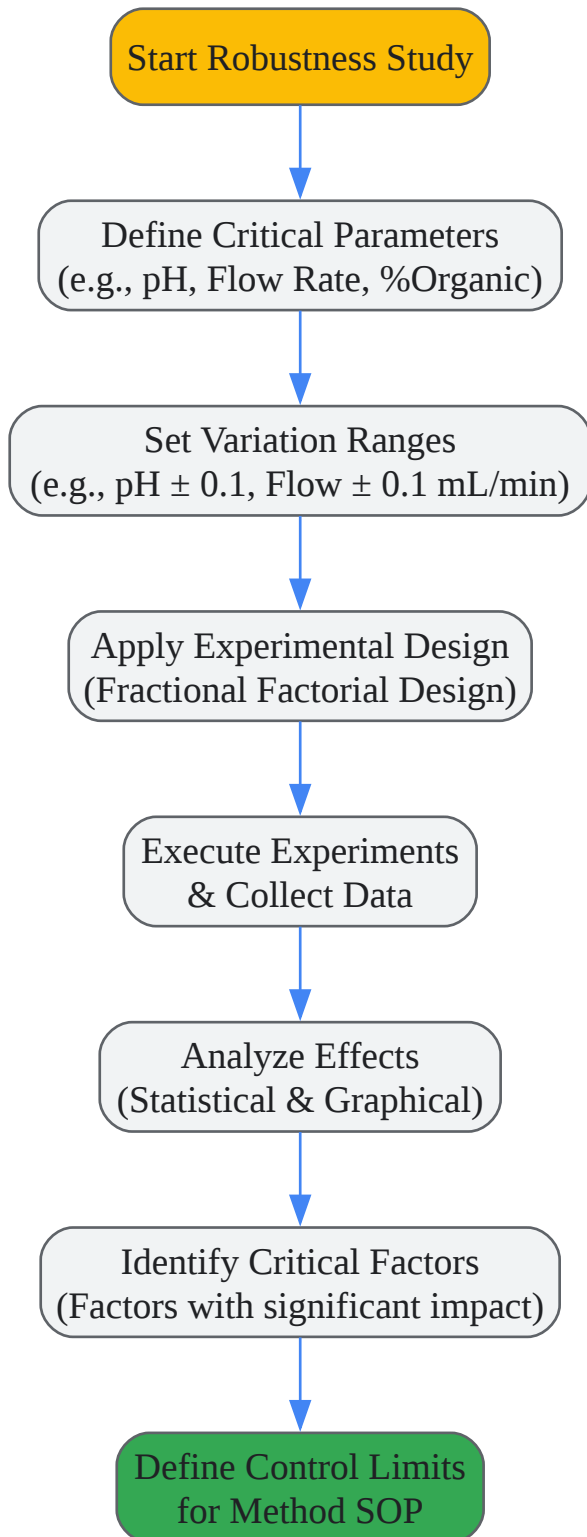 Start Robustness Study
Define Critical Parameters
(e.g., pH, Flow Rate, %Organic)
Set Variation Ranges
(e.g., pH ± 0.1, Flow ± 0.1 mL/min)
Apply Experimental Design
(Fractional Factorial Design)
Execute Experiments
& Collect Data
Analyze Effects
(Statistical & Graphical)
Identify Critical Factors
(Factors with significant impact)
Define Control Limits
for Method SOP